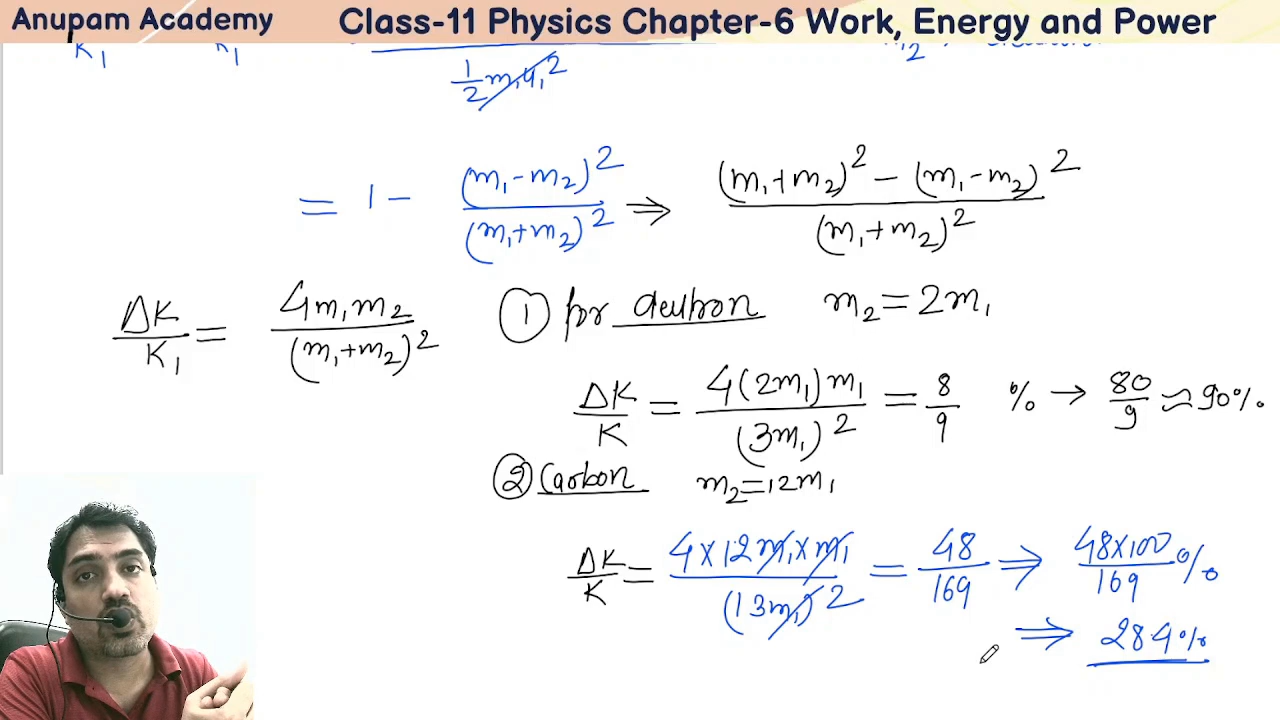 Anupam Academy
Class-11 Physics Chapter-6 Work, Energy and Power
K₁
1/2 m₁u₁²
= 1 - (m₁-m₂)²/(m₁+m₂)² ⇒ (m₁+m₂)² - (m₁-m₂)²/(m₁+m₂)²
ΔK/K₁ = 4m₁m₂/(m₁+m₂)²
① for deutron m₂=2m₁
ΔK/K = 4(2m₁)m₁/(3m₁)² = 8/9 % → 80/9 ≈ 90%
② Carbon m₂=12m₁
ΔK/K = 4×12m₁×m₁/(13m₁)² = 48/169 ⇒ 48×100/169 %
⇒ 284%